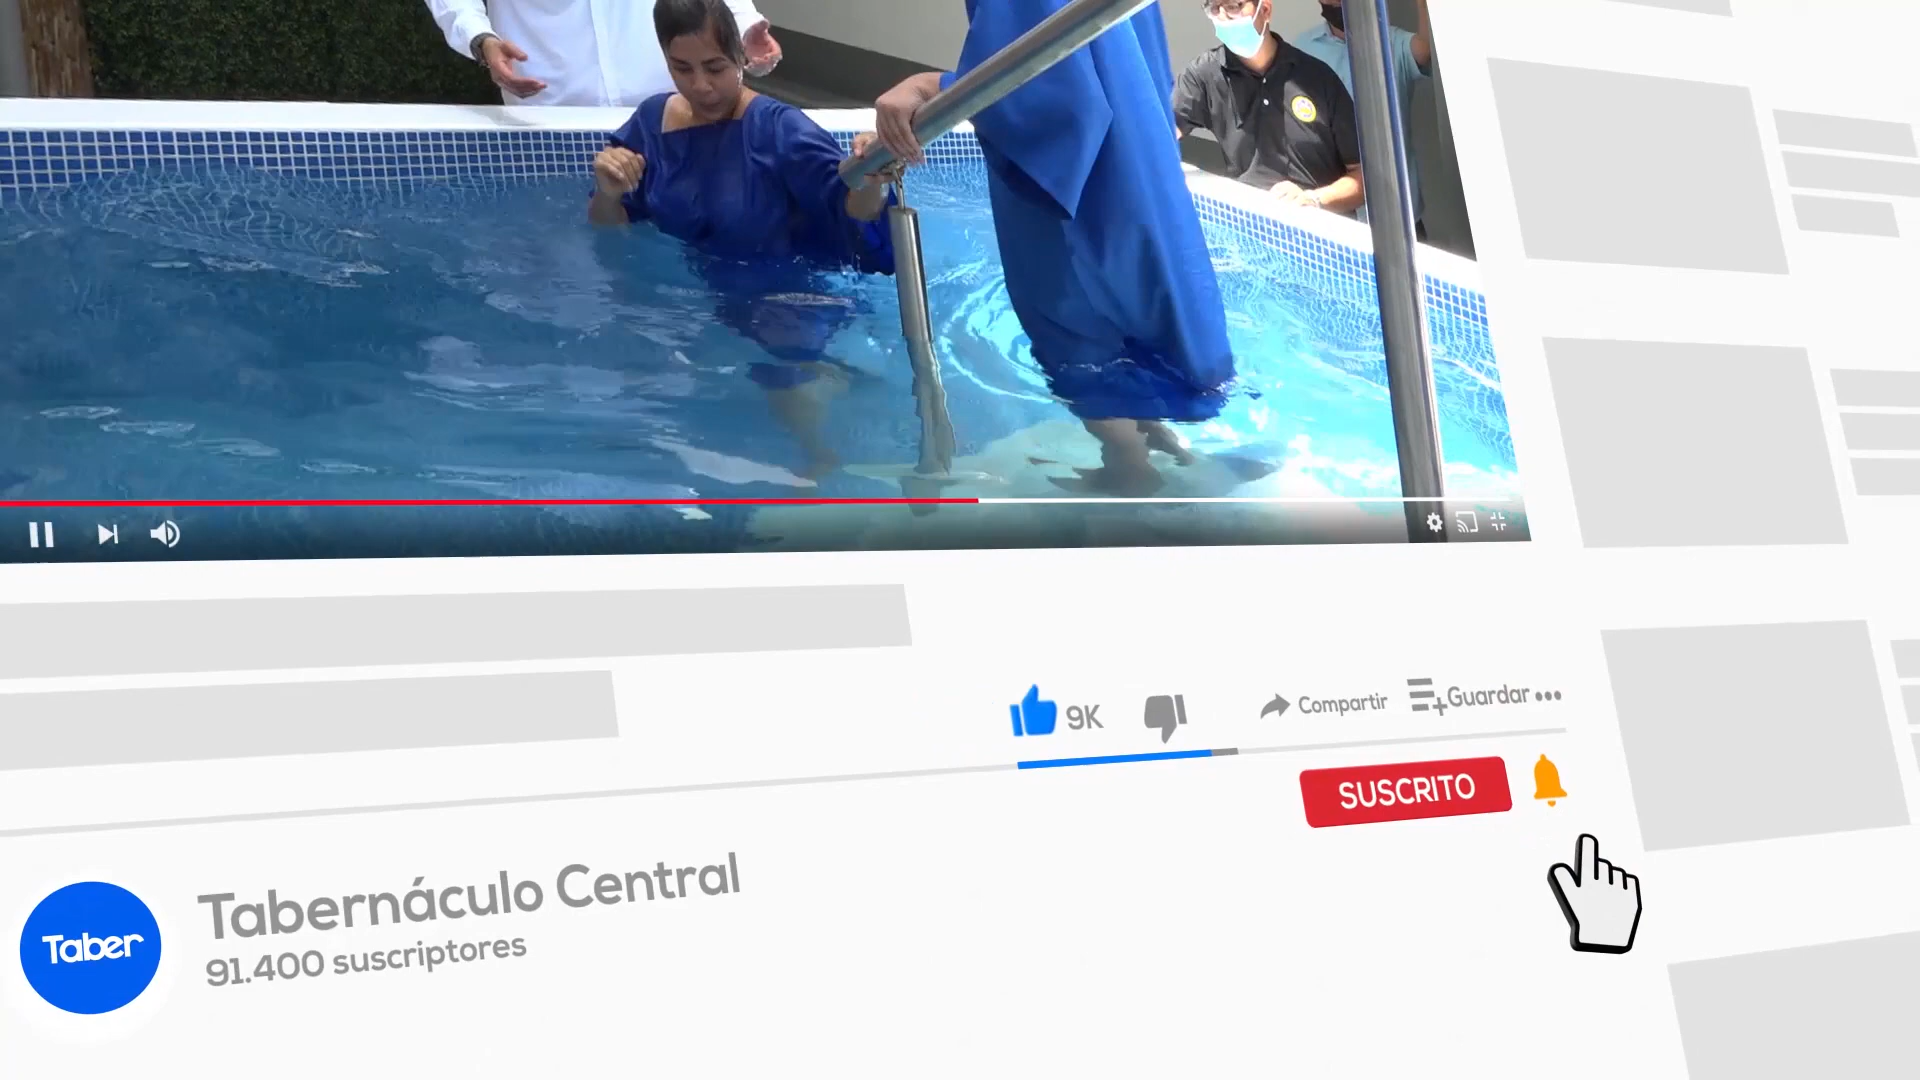 9K
Compartir
Guardar
SUSCRITO
Taber
Tabernáculo Central
91.400 suscriptores